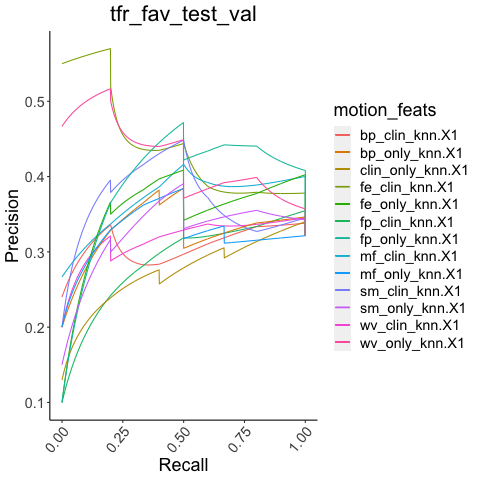 tfr_fav_test_val
Precision
0.5
0.4
0.3
0.2
0.1
0.00
0.25
0.50
0.75
1.00
Recall
motion_feats
bp_clin_knn.X1
bp_only_knn.X1
clin_only_knn.X1
fe_clin_knn.X1
fe_only_knn.X1
fp_clin_knn.X1
fp_only_knn.X1
mf_clin_knn.X1
mf_only_knn.X1
sm_clin_knn.X1
sm_only_knn.X1
wv_clin_knn.X1
wv_only_knn.X1